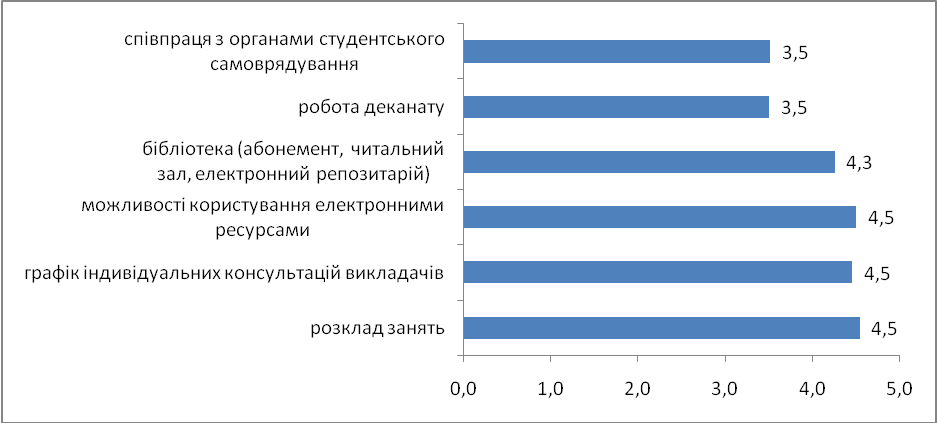 співпраця з органами студентського
самоврядування
3,5
робота деканату
3,5
бібліотека (абонемент, читальний
зал, електронний репозитарій)
4,3
можливості користування електронними
ресурсами
4,5
графік індивідуальних консультацій викладачів
4,5
розклад занять
4,5
0,0 1,0 2,0 3,0 4,0 5,0